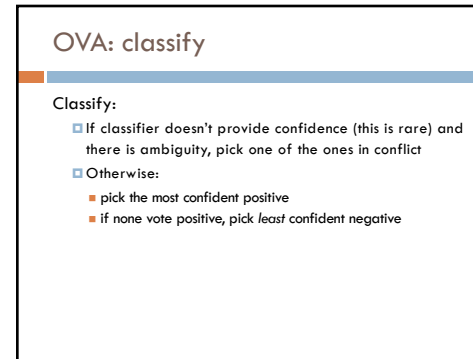 OVA: classify
Classify:
If classifier doesn't provide confidence (this is rare) and
there is ambiguity, pick one of the ones in conflict
Otherwise:
pick the most confident positive
if none vote positive, pick least confident negative